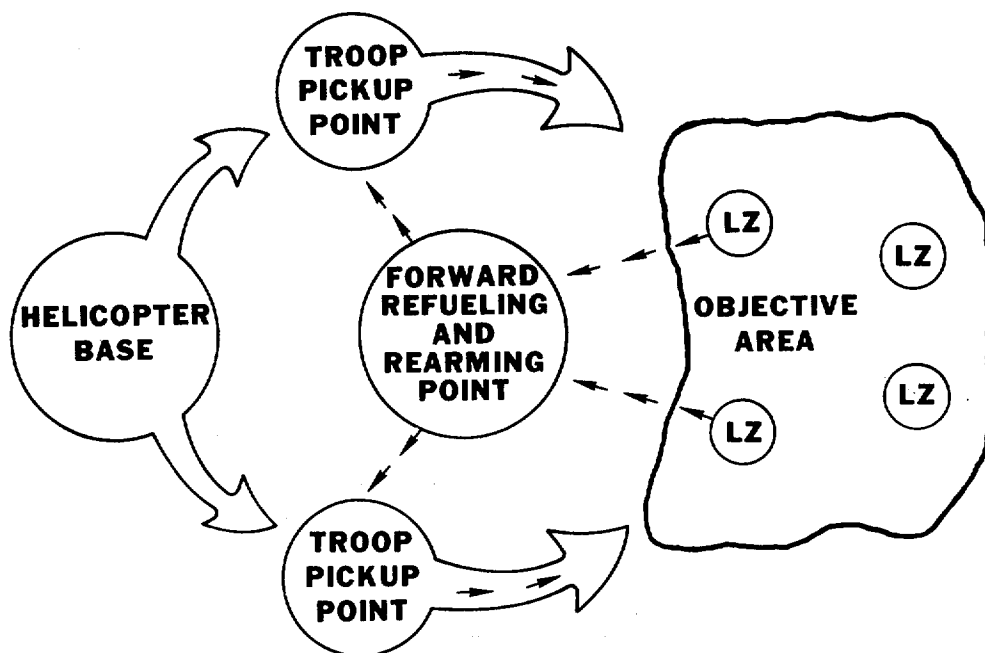 TROOP
PICKUP
POINT
HELICOPTER
BASE
FORWARD
REFUELING
AND
REARMING
POINT
LZ
LZ
OBJECTIVE
AREA
LZ
LZ
TROOP
PICKUP
POINT